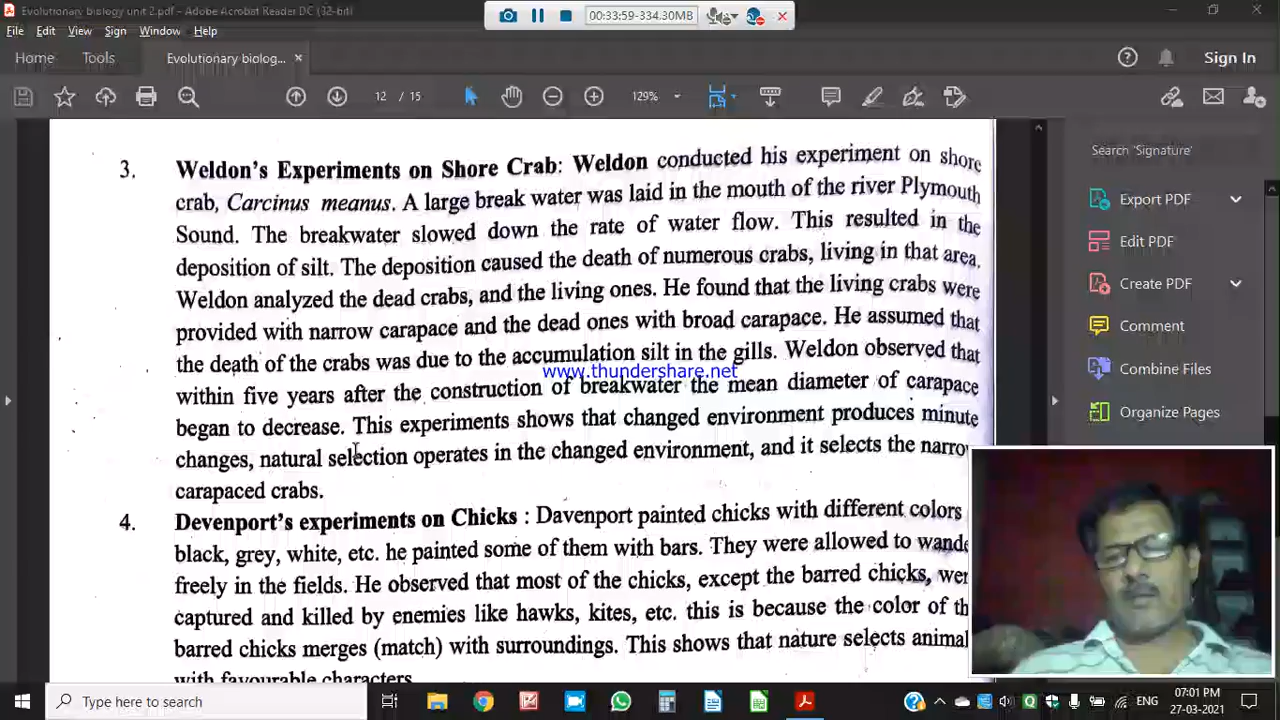 Evolutionary biology unit 2.pdf - Adobe Acrobat Reader DC (32-bit)
00:33:59-334.30MB
File Edit View Sign Window Help
Home Tools Evolutionary biolog... Sign In
12 / 15 129%
3. Weldon's Experiments on Shore Crab: Weldon conducted his experiment on shore
crab, Carcinus meanus. A large break water was laid in the mouth of the river Plymouth
Sound. The breakwater slowed down the rate of water flow. This resulted in the
deposition of silt. The deposition caused the death of numerous crabs, living in that area.
Weldon analyzed the dead crabs, and the living ones. He found that the living crabs were
provided with narrow carapace and the dead ones with broad carapace. He assumed that
the death of the crabs was due to the accumulation silt in the gills. Weldon observed that
www.thundershare.net
within five years after the construction of breakwater the mean diameter of carapace
began to decrease. This experiments shows that changed environment produces minute
changes, natural selection operates in the changed environment, and it selects the narro
carapaced crabs.
4. Devenport's experiments on Chicks : Davenport painted chicks with different colors
black, grey, white, etc. he painted some of them with bars. They were allowed to wande
freely in the fields. He observed that most of the chicks, except the barred chicks, wer
captured and killed by enemies like hawks, kites, etc. this is because the color of th
barred chicks merges (match) with surroundings. This shows that nature selects animal
with favourable characters
Search 'Signature'
Export PDF
Edit PDF
Create PDF
Comment
Combine Files
Organize Pages
Type here to search
ENG
07:01 PM
27-03-2021